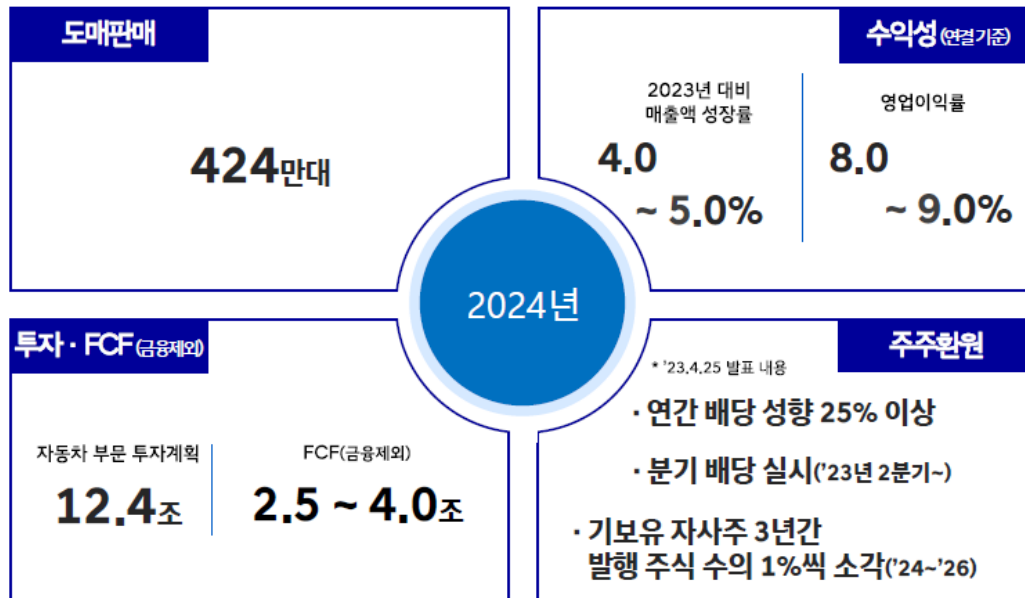 도매판매
424만대
수익성(연결기준)
2023년 대비
매출액 성장률
4.0
~ 5.0%
영업이익률
8.0
~ 9.0%
2024년
투자 · FCF(금융제외)
자동차 부문 투자계획
12.4조
FCF(금융제외)
2.5 ~ 4.0조
주주환원
* '23.4.25 발표 내용
· 연간 배당 성향 25% 이상
· 분기 배당 실시('23년 2분기~)
· 기보유 자사주 3년간
발행 주식 수의 1%씩 소각('24~'26)